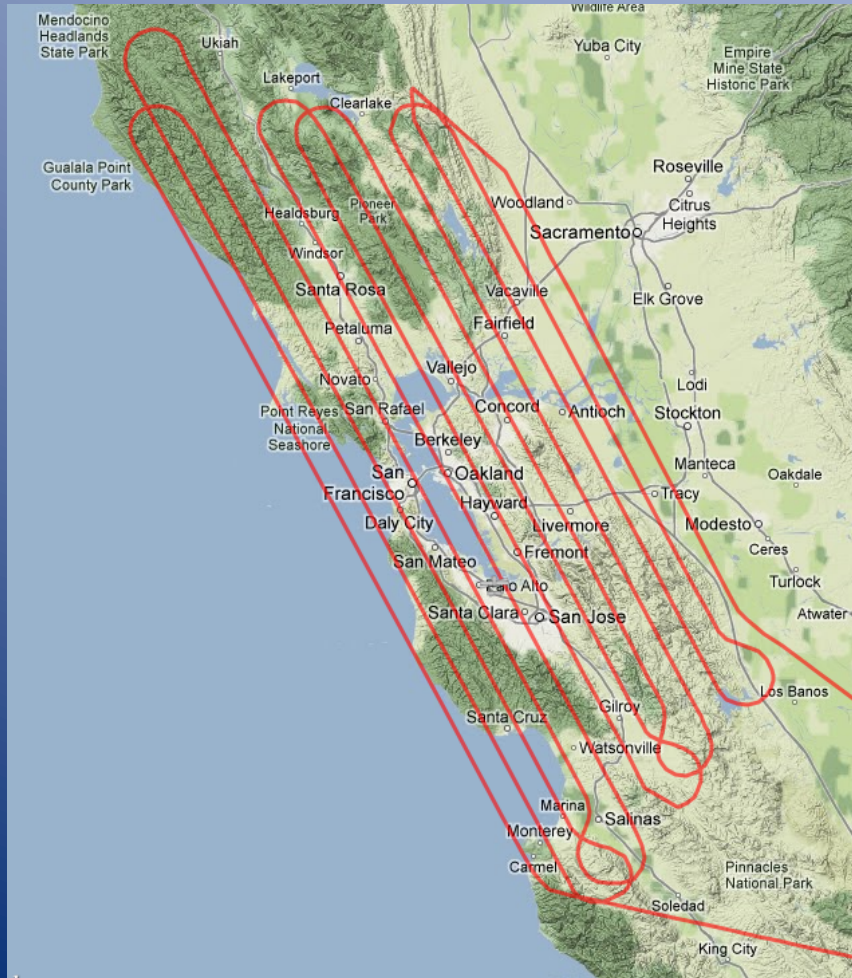 Wildlife Area
Mendocino
Headlands
State Park
Ukiah
Yuba City
Empire
Mine State
Historic Park
Lakeport
Clearlake
Gualala Point
County Park
Roseville
Citrus
Heights
Woodland
Pioneer
Park
Healdsburg
Sacramento
Windsor
Santa Rosa
Vacaville
Elk Grove
Petaluma
Fairfield
Vallejo
Novato
Lodi
Point Reyes
National
Seashore
San Rafael
Concord
Antioch
Stockton
Berkeley
San
Francisco
Oakland
Manteca
Oakdale
Tracy
Hayward
Daly City
Livermore
Modesto
San Mateo
Fremont
Ceres
Turlock
Palo Alto
Santa Clara
San Jose
Atwater
Los Banos
Gilroy
Santa Cruz
Watsonville
Marina
Salinas
Monterey
Carmel
Pinnacles
National Park
Soledad
King City